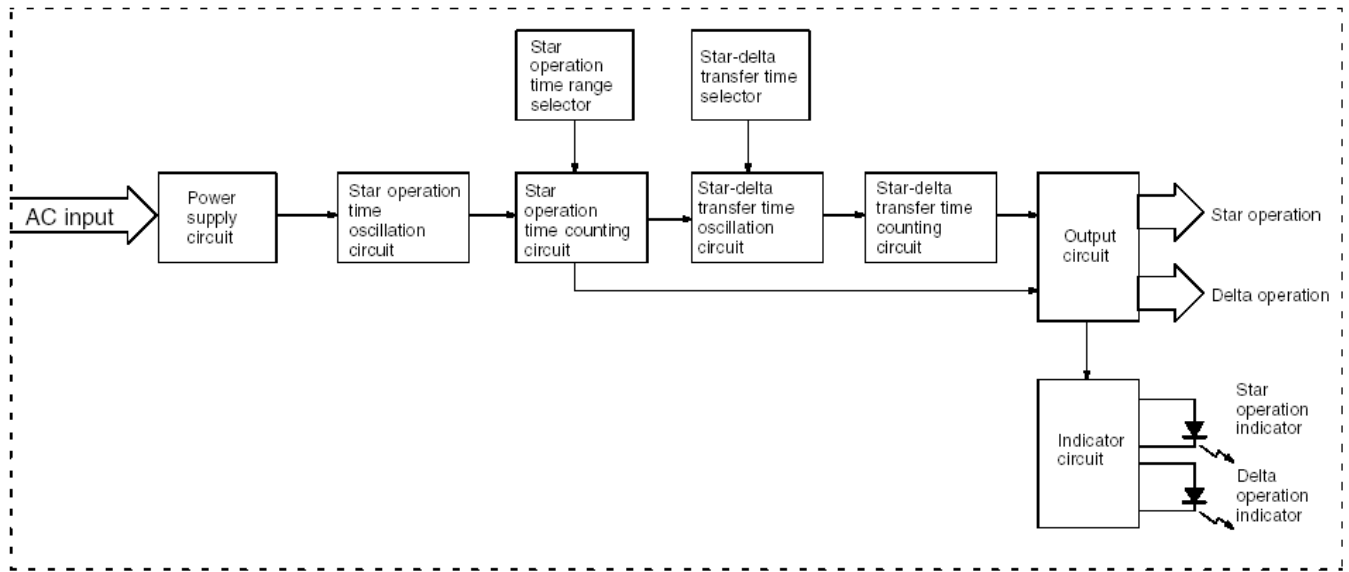 Star
operation
time range
selector
Star-delta
transfer time
selector
AC input
Power
supply
circuit
Star operation
time
oscillation
circuit
Star
operation
time counting
circuit
Star-delta
transfer time
oscillation
circuit
Star-delta
transfer time
counting
circuit
Output
circuit
Star operation
Delta operation
Indicator
circuit
Star
operation
indicator
Delta
operation
indicator